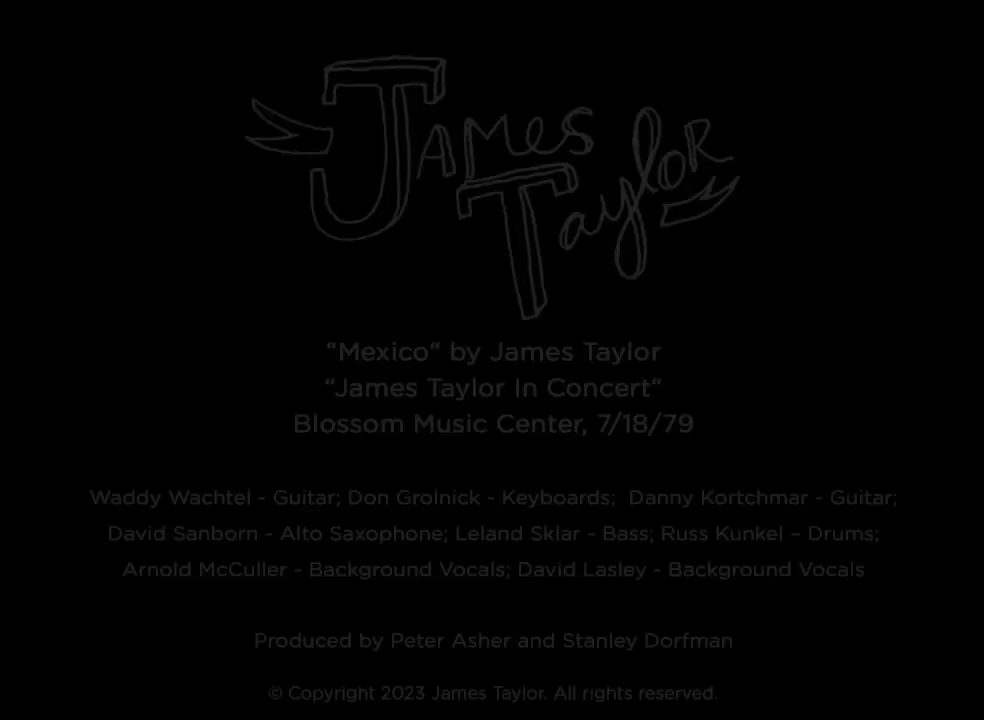 James
Taylor
“Mexico“ by James Taylor
“James Taylor In Concert“
Blossom Music Center, 7/18/79
Waddy Wachtel - Guitar; Don Grolnick - Keyboards; Danny Kortchmar - Guitar;
David Sanborn - Alto Saxophone; Leland Sklar - Bass; Russ Kunkel – Drums;
Arnold McCuller - Background Vocals; David Lasley - Background Vocals
Produced by Peter Asher and Stanley Dorfman
© Copyright 2023 James Taylor. All rights reserved.